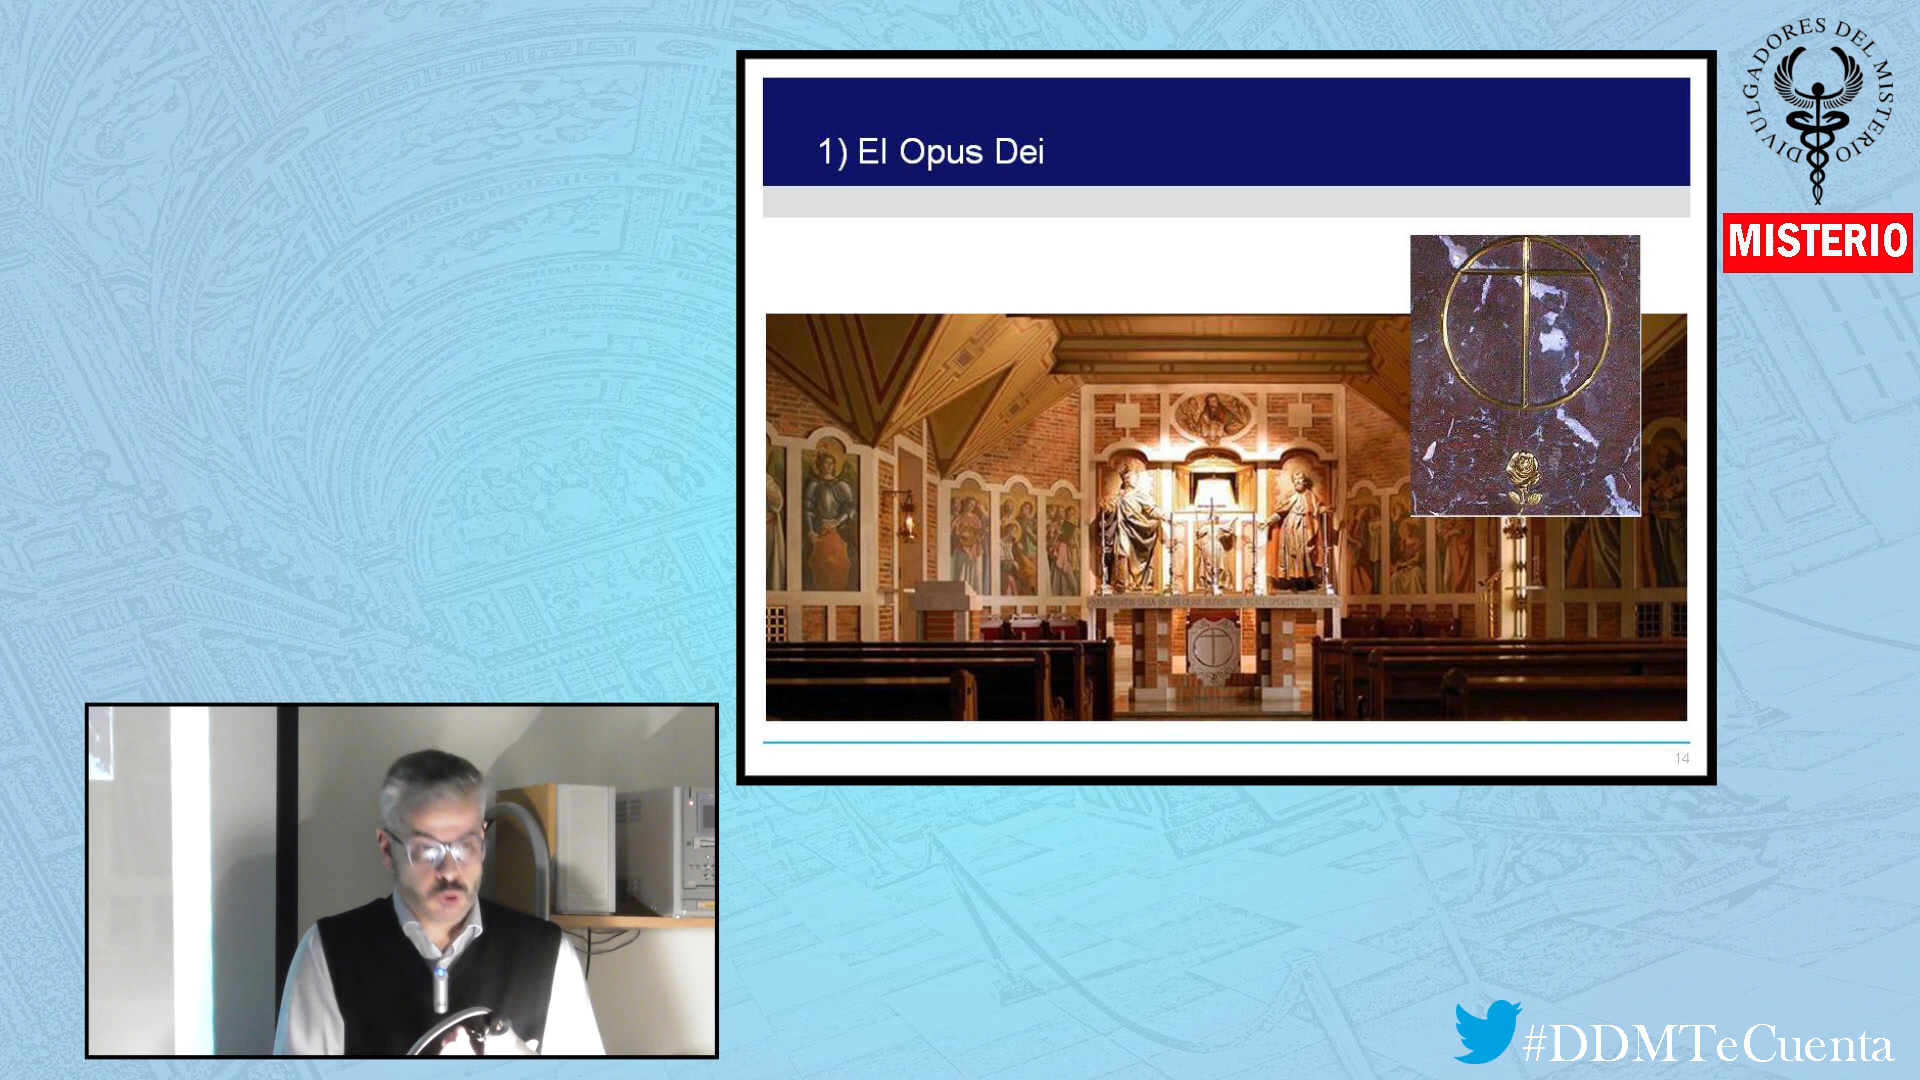 1) El Opus Dei
DIVULGADORES DEL MISTERIO
MISTERIO
14
#DDMTeCuenta